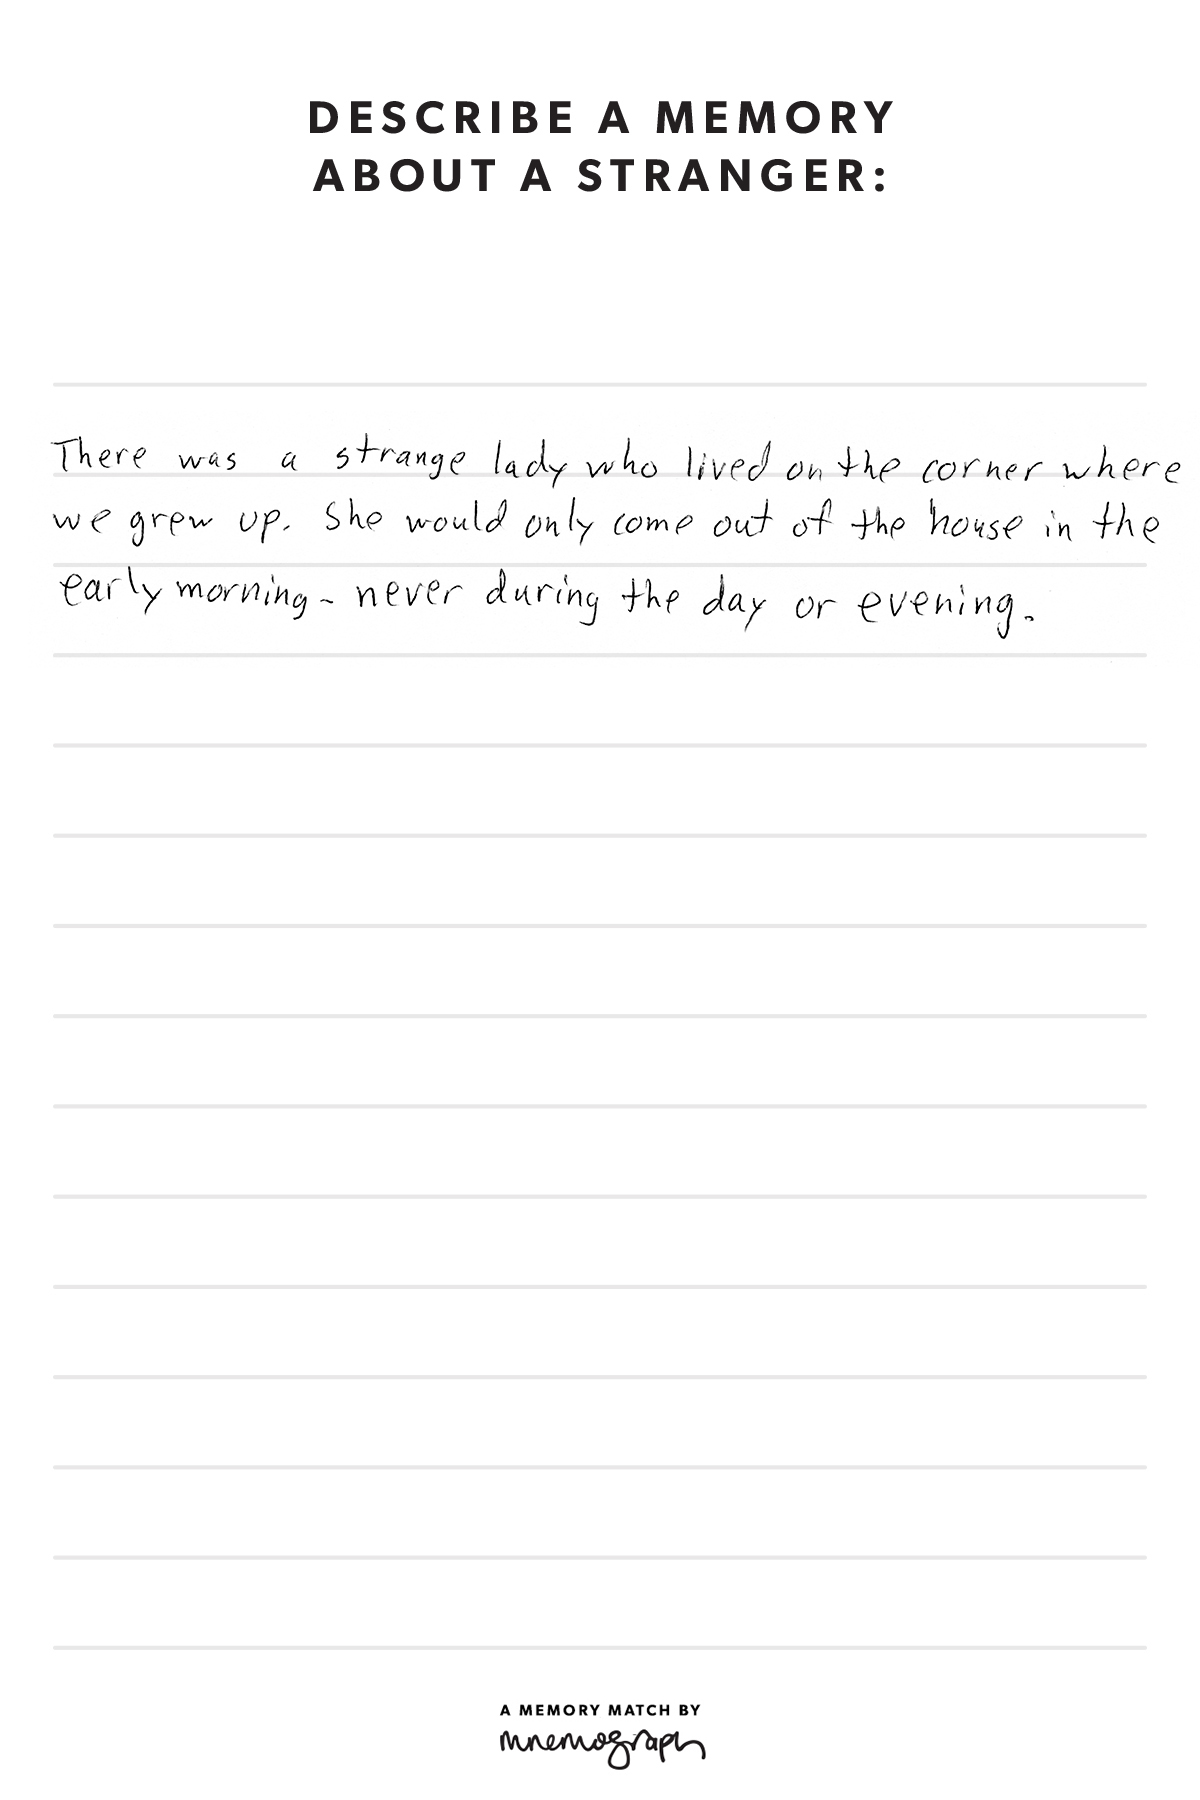 DESCRIBE A MEMORY
ABOUT A STRANGER:
There was a strange lady who lived on the corner where
we grew up. She would only come out of the house in the
early morning - never during the day or evening.
A MEMORY MATCH BY
mnemograph